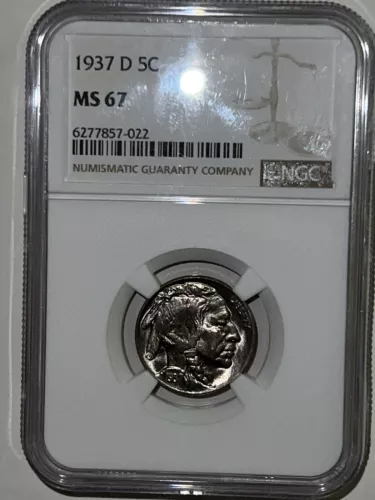 1937 D 5C
MS 67
6277857-022
NUMISMATIC GUARANTY COMPANY
NGC